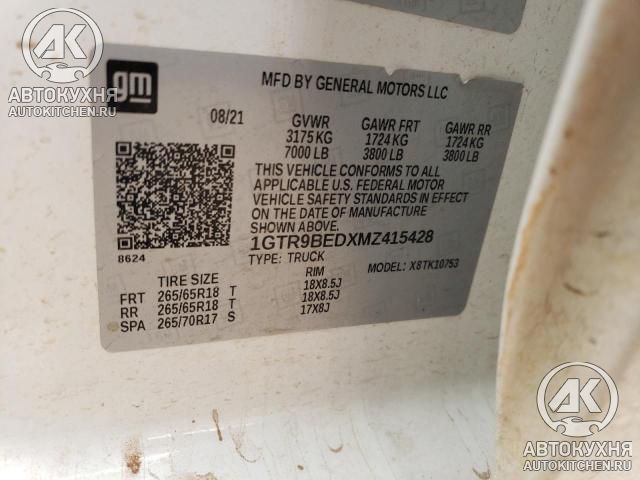 АК
АВТОКУХНЯ
AUTOKITCHEN.RU
gm
MFD BY GENERAL MOTORS LLC
08/21 GVWR GAWR FRT GAWR RR
3175 KG 1724 KG 1724 KG
7000 LB 3800 LB 3800 LB
THIS VEHICLE CONFORMS TO ALL
APPLICABLE U.S. FEDERAL MOTOR
VEHICLE SAFETY STANDARDS IN EFFECT
ON THE DATE OF MANUFACTURE
SHOWN ABOVE.
1GTR9BEDXMZ415428
8624
TYPE: TRUCK MODEL: X8TK10753
TIRE SIZE RIM
FRT 265/65R18 T 18X8.5J
RR 265/65R18 T 18X8.5J
SPA 265/70R17 S 17X8J
АК
АВТОКУХНЯ
AUTOKITCHEN.RU